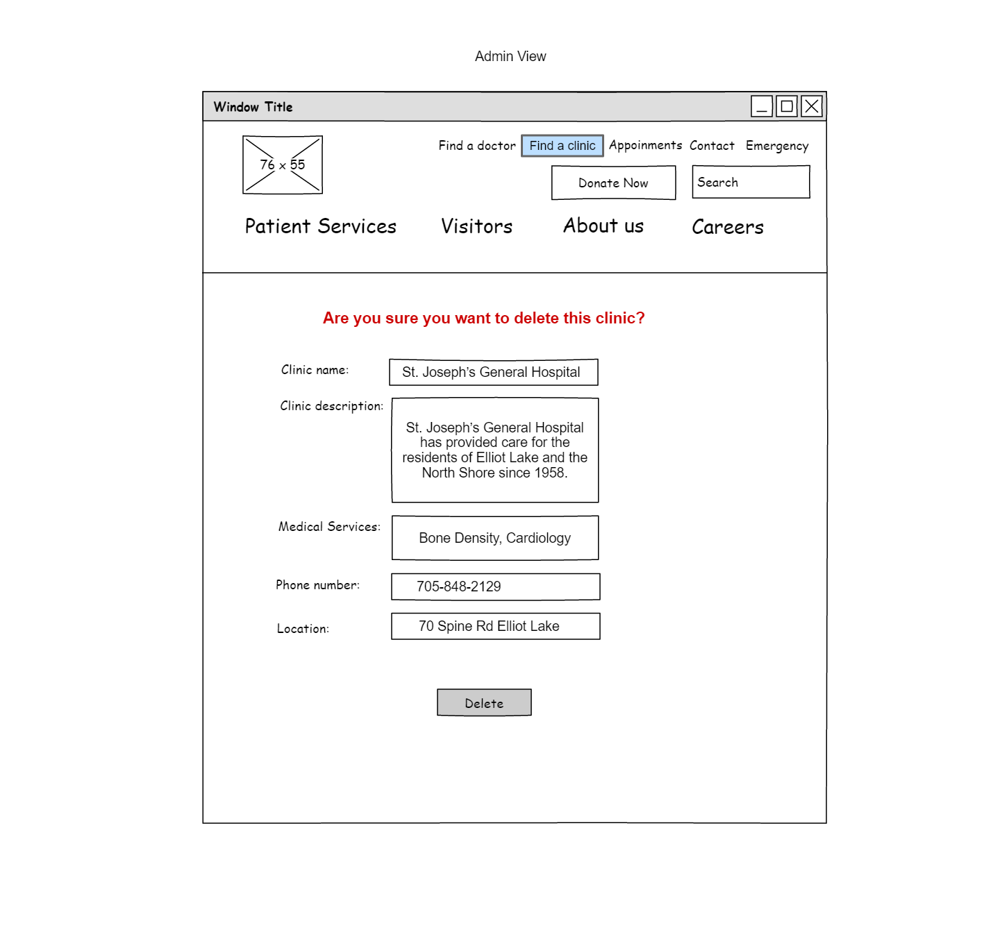 Admin View
Window Title
76 x 55
Find a doctor
Find a clinic
Appoinments
Contact
Emergency
Donate Now
Search
Patient Services
Visitors
About us
Careers
Are you sure you want to delete this clinic?
Clinic name:
St. Joseph's General Hospital
Clinic description:
St. Joseph's General Hospital
has provided care for the
residents of Elliot Lake and the
North Shore since 1958.
Medical Services:
Bone Density, Cardiology
Phone number:
705-848-2129
Location:
70 Spine Rd Elliot Lake
Delete